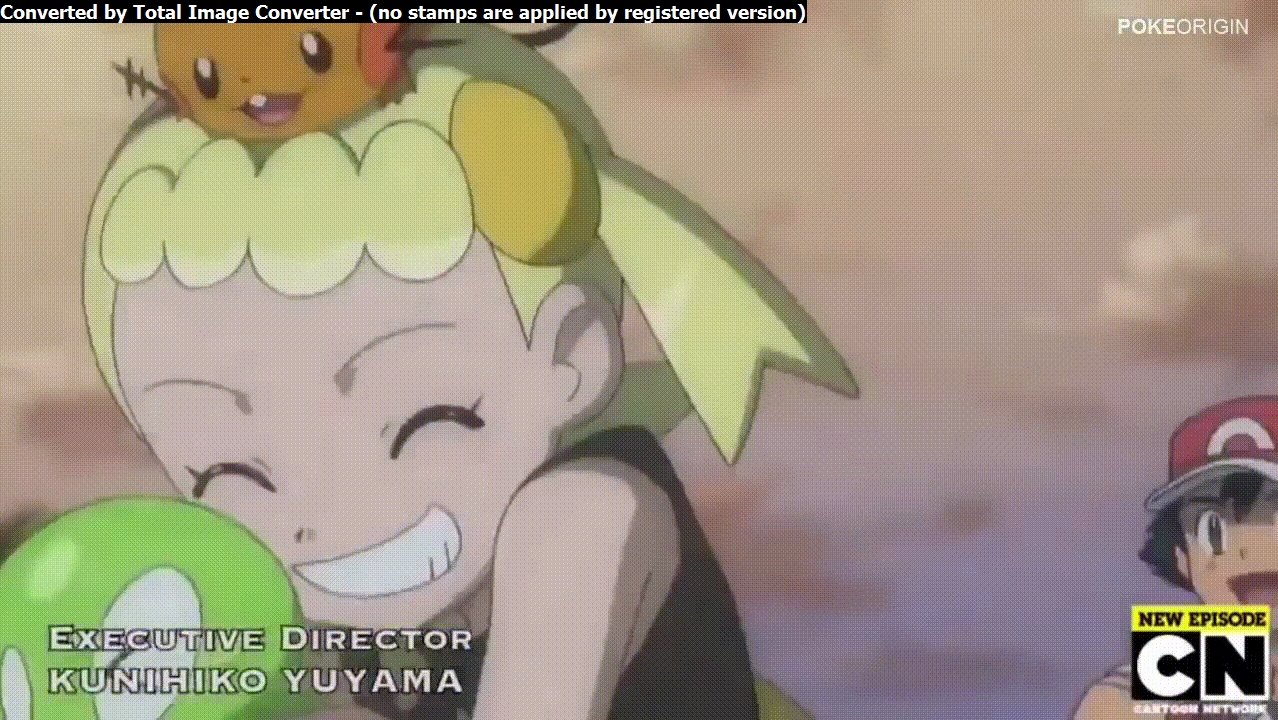 Converted by Total Image Converter - (no stamps are applied by registered version)
POKEORIGIN
EXECUTIVE DIRECTOR
KUNIHIKO YUYAMA
NEW EPISODE
CN
CARTOON NETWORK